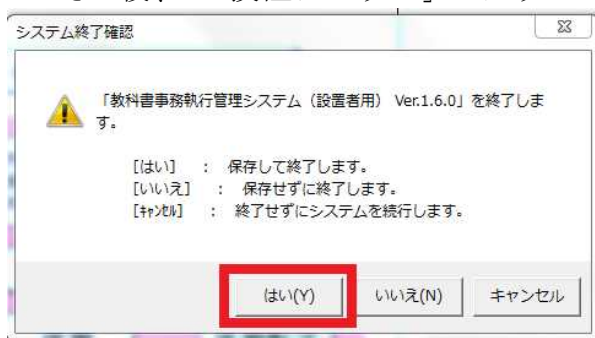 システム終了確認
「教科書事務執行管理システム（設置者用） Ver.1.6.0」を終了しま
す。
[はい] ： 保存して終了します。
[いいえ] ： 保存せずに終了します。
[ｷｬﾝｾﾙ] ： 終了せずにシステムを続行します。
はい(Y) いいえ(N) キャンセル